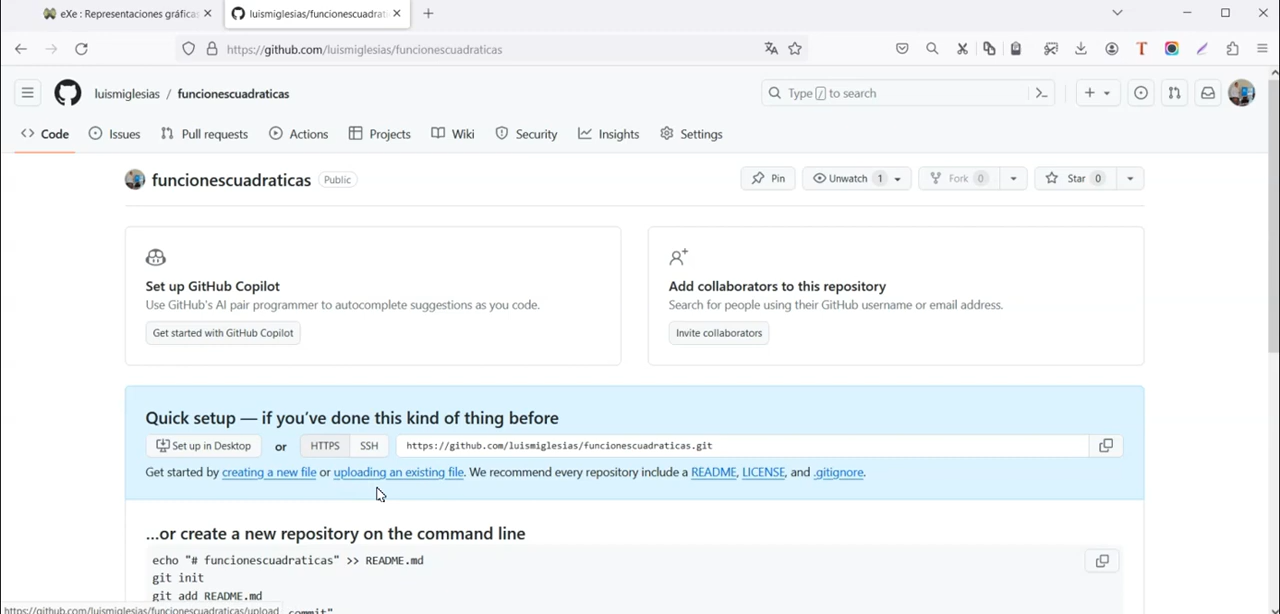 eXe : Representaciones gráficas
luismiglesias/funcionescuadrati
https://github.com/luismiglesias/funcionescuadraticas
luismiglesias / funcionescuadraticas
Type / to search
Code
Issues
Pull requests
Actions
Projects
Wiki
Security
Insights
Settings
funcionescuadraticas Public
Pin
Unwatch 1
Fork 0
Star 0
Set up GitHub Copilot
Use GitHub's AI pair programmer to autocomplete suggestions as you code.
Get started with GitHub Copilot
Add collaborators to this repository
Search for people using their GitHub username or email address.
Invite collaborators
Quick setup — if you've done this kind of thing before
Set up in Desktop or HTTPS SSH https://github.com/luismiglesias/funcionescuadraticas.git
Get started by creating a new file or uploading an existing file. We recommend every repository include a README, LICENSE, and .gitignore.
...or create a new repository on the command line
echo "# funcionescuadraticas" >> README.md
git init
git add README.md
commit"
https://github.com/luismiglesias/funcionescuadraticas/upload